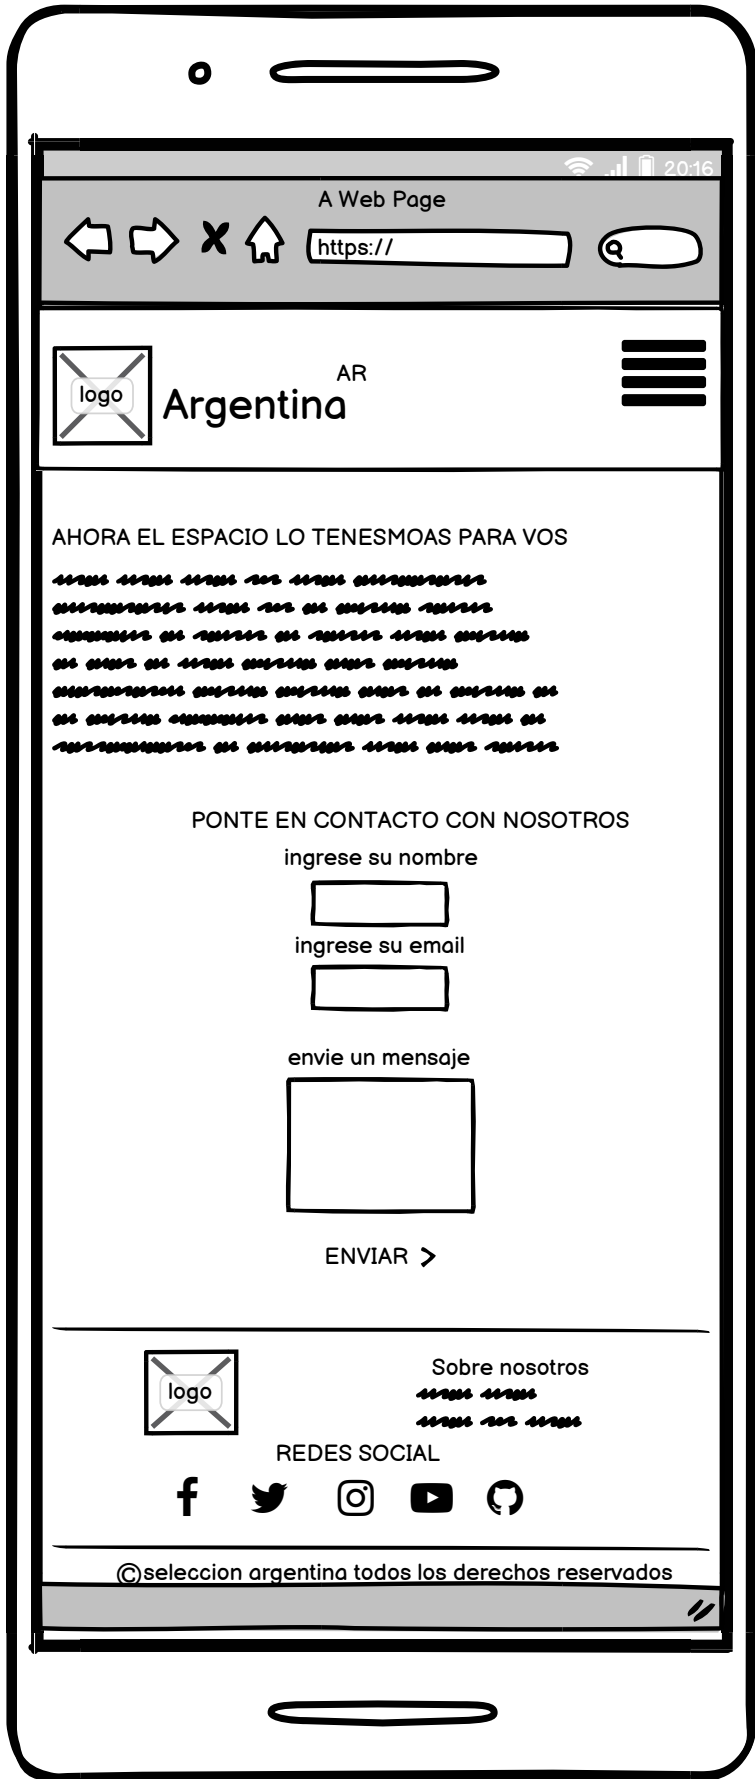 20:16
A Web Page
https://
logo
AR
Argentina
AHORA EL ESPACIO LO TENESMOAS PARA VOS
PONTE EN CONTACTO CON NOSOTROS
ingrese su nombre
ingrese su email
envie un mensaje
ENVIAR >
logo
Sobre nosotros
REDES SOCIAL
©seleccion argentina todos los derechos reservados